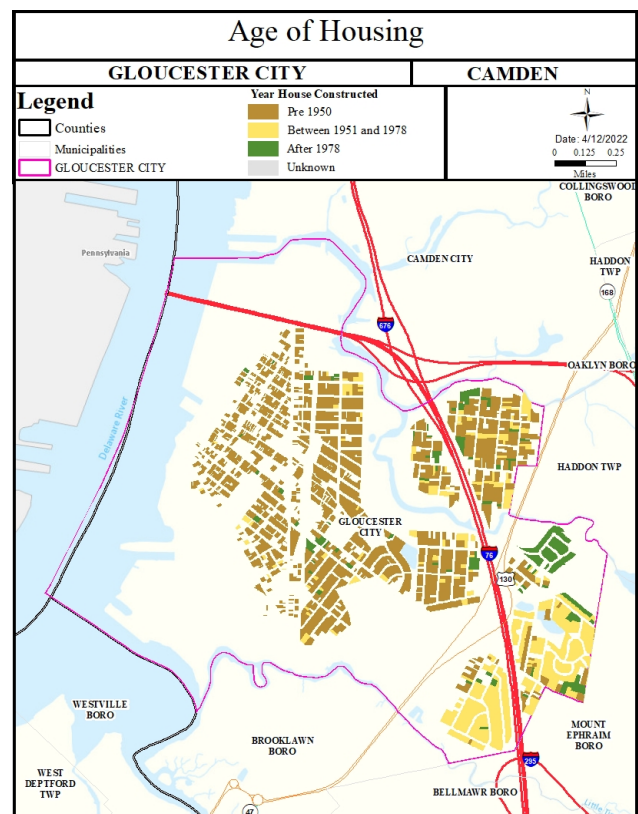 Age of Housing
GLOUCESTER CITY
CAMDEN
Legend
Counties
Municipalities
GLOUCESTER CITY
Year House Constructed
Pre 1950
Between 1951 and 1978
After 1978
Unknown
N
Date: 4/12/2022
0 0.125 0.25
Miles
COLLINGSWOOD
BORO
Pennsylvania
CAMDEN CITY
HADDON
TWP
168
676
OAKLYN BORO
Delaware River
HADDON TWP
GLOUCESTER
CITY
76
130
WESTVILLE
BORO
BROOKLAWN
BORO
MOUNT
EPHRAIM
BORO
WEST
DEPTFORD
TWP
295
BELLMAWR BORO
47